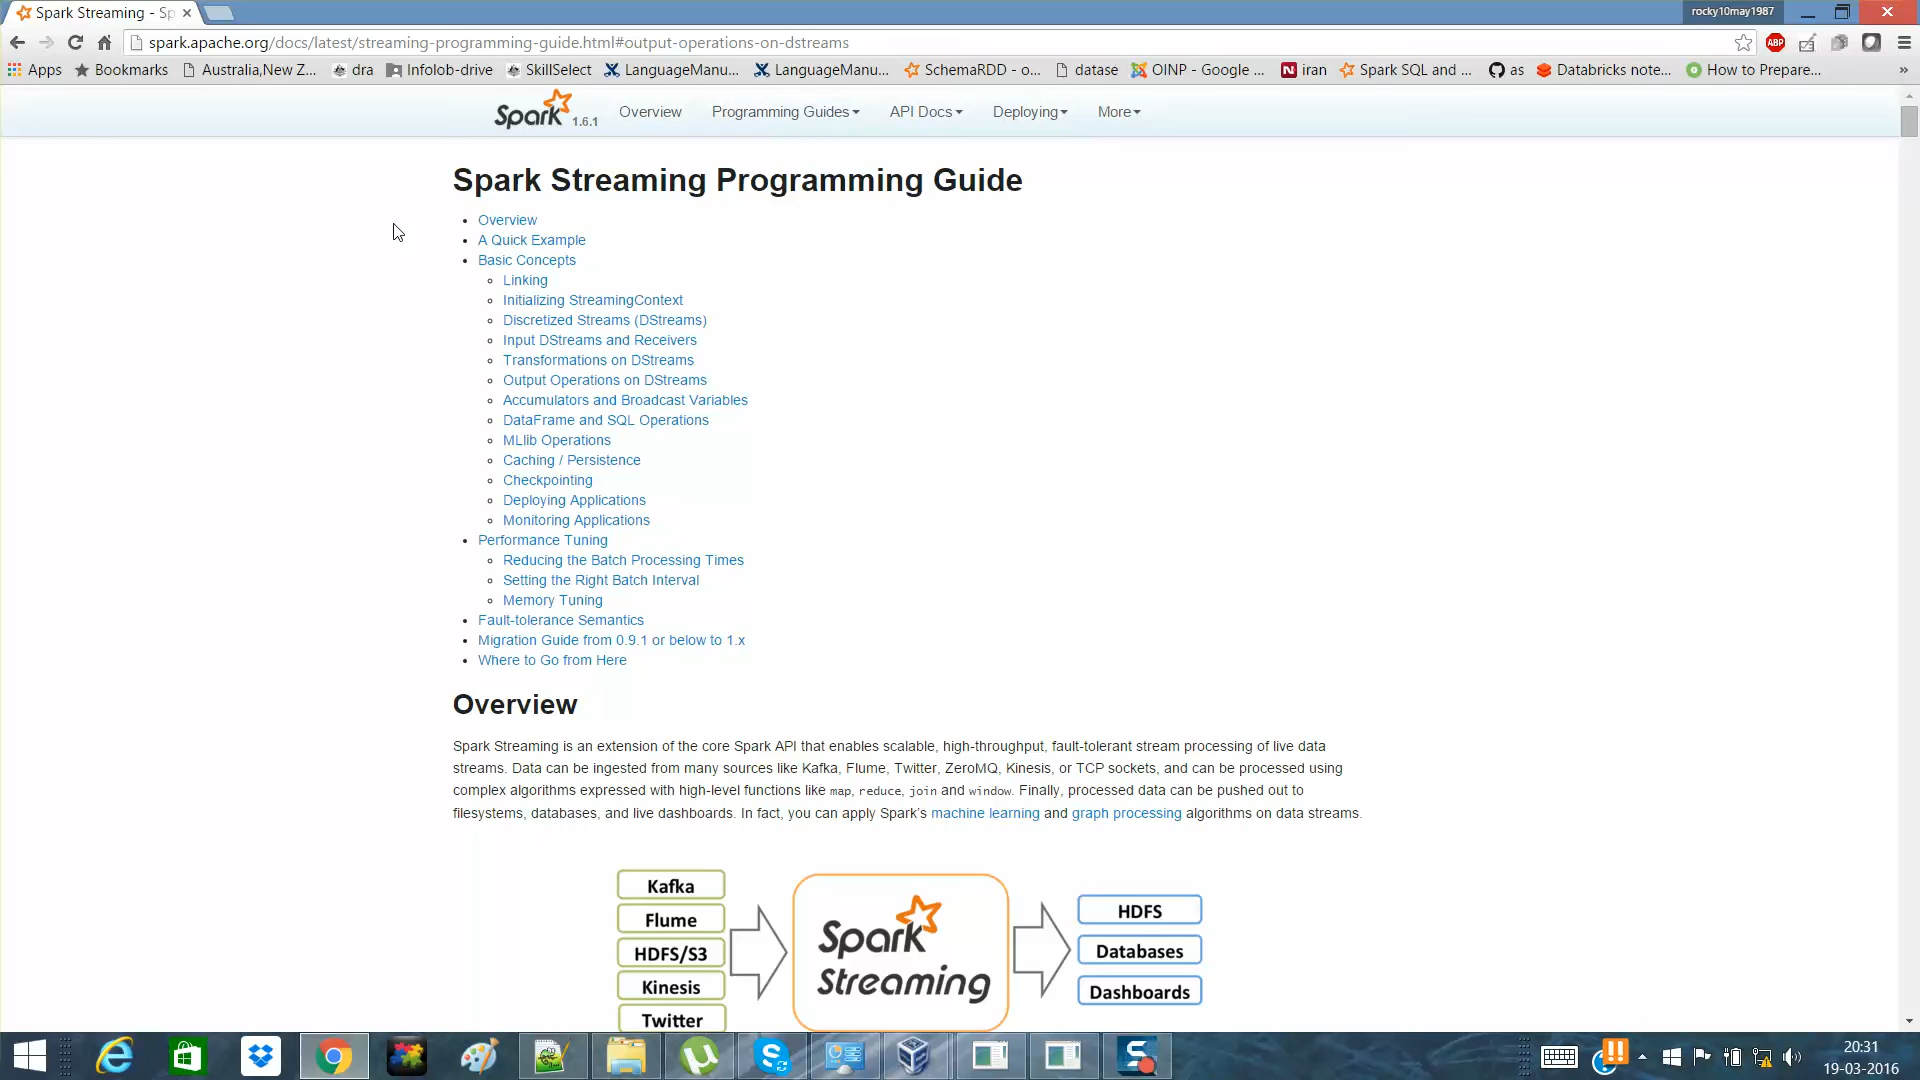 Spark Streaming - Sp
rocky10may1987
spark.apache.org/docs/latest/streaming-programming-guide.html#output-operations-on-dstreams
ABP
Apps Bookmarks Australia,New Z... dra Infolob-drive SkillSelect LanguageManu... LanguageManu... SchemaRDD - o... datase OINP - Google ... iran Spark SQL and ... as Databricks note... How to Prepare... »
Spark 1.6.1 Overview Programming Guides API Docs Deploying More
Spark Streaming Programming Guide
Overview
A Quick Example
Basic Concepts
Linking
Initializing StreamingContext
Discretized Streams (DStreams)
Input DStreams and Receivers
Transformations on DStreams
Output Operations on DStreams
Accumulators and Broadcast Variables
DataFrame and SQL Operations
MLlib Operations
Caching / Persistence
Checkpointing
Deploying Applications
Monitoring Applications
Performance Tuning
Reducing the Batch Processing Times
Setting the Right Batch Interval
Memory Tuning
Fault-tolerance Semantics
Migration Guide from 0.9.1 or below to 1.x
Where to Go from Here
Overview
Spark Streaming is an extension of the core Spark API that enables scalable, high-throughput, fault-tolerant stream processing of live data
streams. Data can be ingested from many sources like Kafka, Flume, Twitter, ZeroMQ, Kinesis, or TCP sockets, and can be processed using
complex algorithms expressed with high-level functions like map, reduce, join and window. Finally, processed data can be pushed out to
filesystems, databases, and live dashboards. In fact, you can apply Spark's machine learning and graph processing algorithms on data streams.
Kafka
Flume
HDFS/S3
Kinesis
Twitter
Spark
Streaming
HDFS
Databases
Dashboards
20:31
19-03-2016